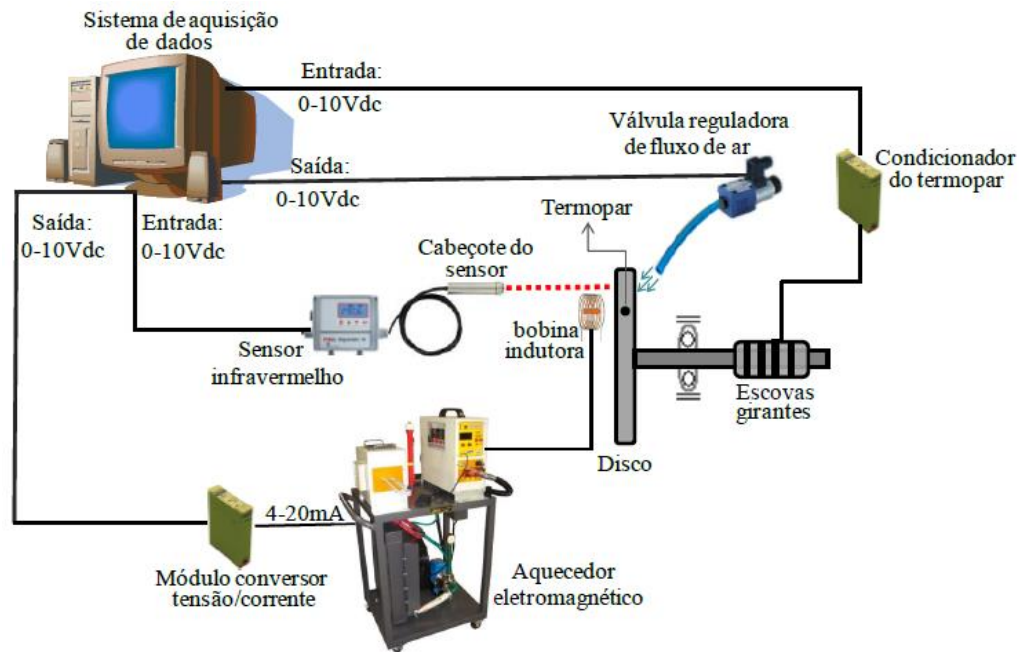 Sistema de aquisição
de dados
Entrada:
0-10Vdc
Válvula reguladora
de fluxo de ar
Condicionador
do termopar
Saída:
0-10Vdc
Saída:
0-10Vdc
Entrada:
0-10Vdc
Termopar
Cabeçote do
sensor
bobina
indutora
Sensor
infravermelho
Escovas
girantes
Disco
4-20mA
Módulo conversor
tensão/corrente
Aquecedor
eletromagnético